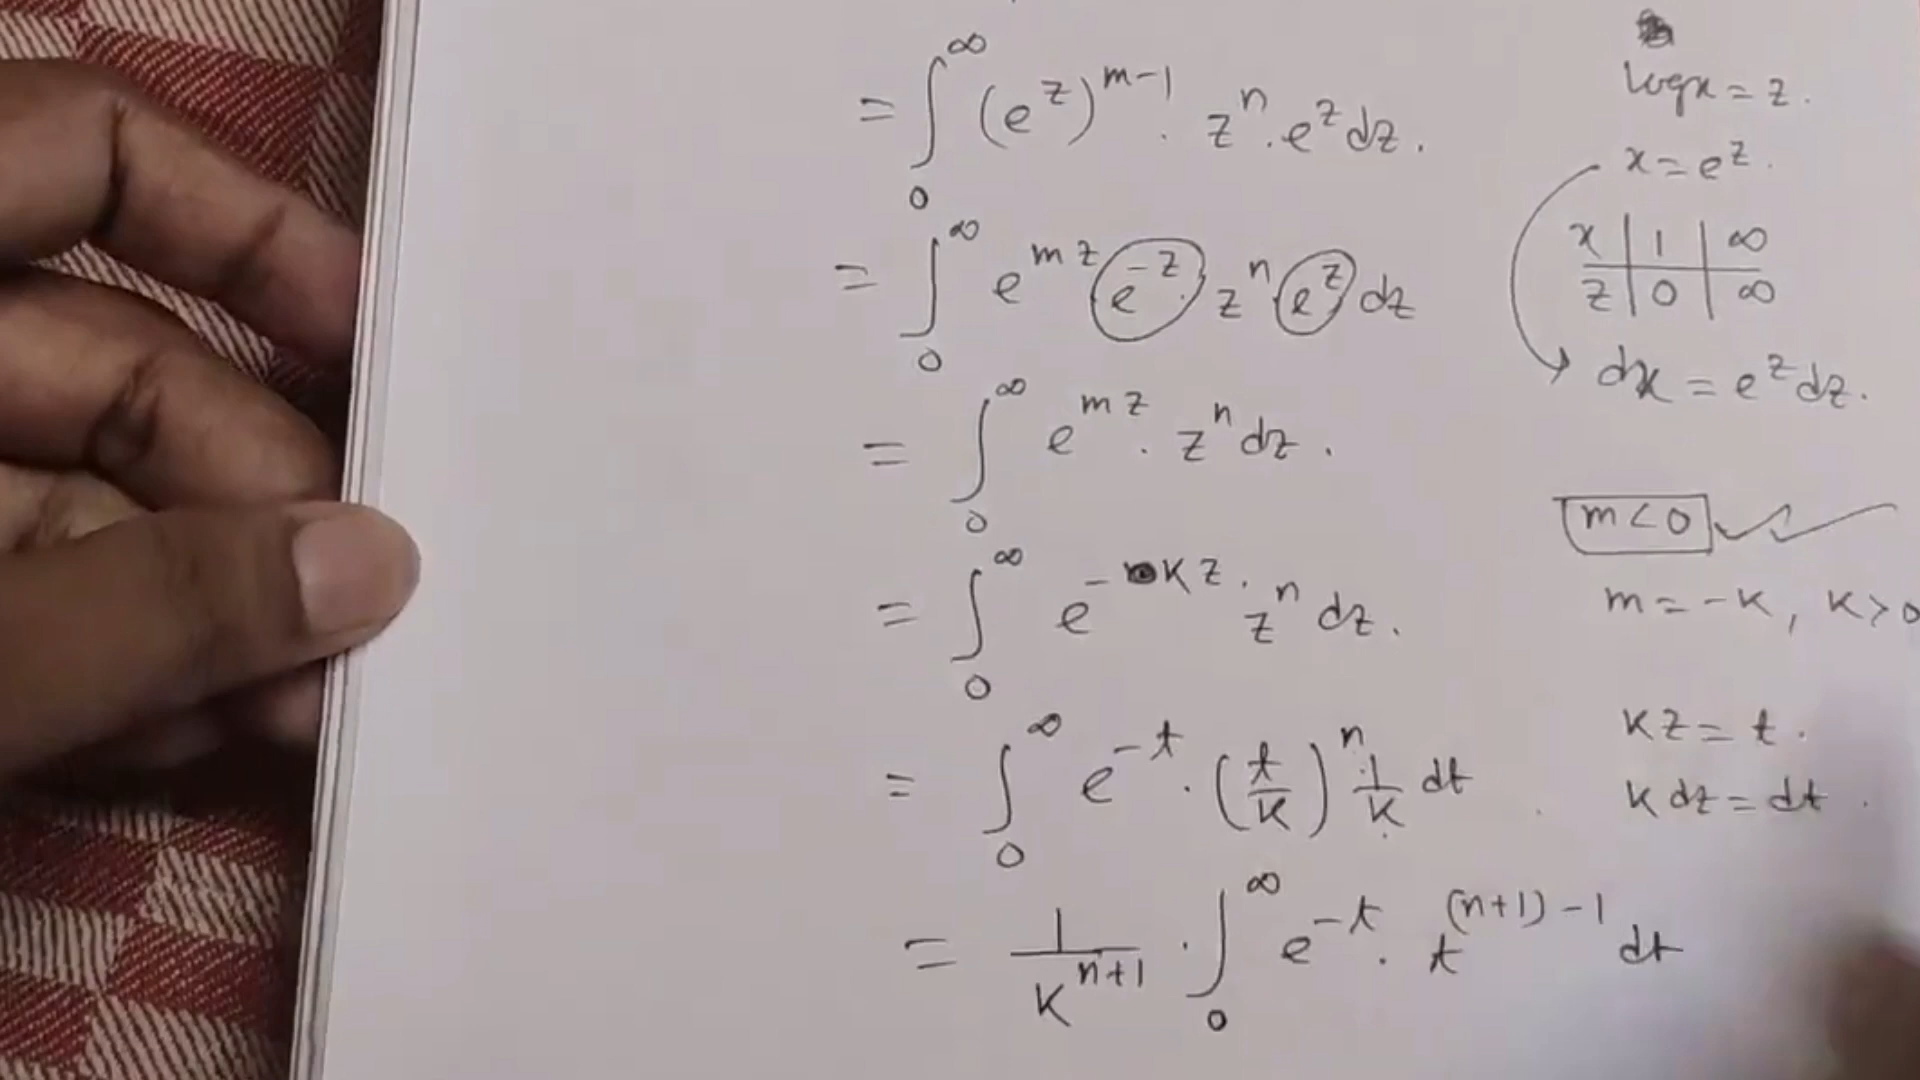 = ∫₀^∞ (e^z)^{m-1} . z^n . e^z dz .
= ∫₀^∞ e^{mz} e^{-z} . z^n e^z dz
= ∫₀^∞ e^{mz} . z^n dz .
= ∫₀^∞ e^{-kz} . z^n dz .
= ∫₀^∞ e^{-t} . (t/k)^n . 1/k dt
= 1/k^{n+1} . ∫₀^∞ e^{-t} . t^{(n+1)-1} dt
log x = z .
x = e^z .
x | 1 | ∞
z | 0 | ∞
dx = e^z dz .
m < 0
m = -k , k > 0
kz = t .
k dz = dt .